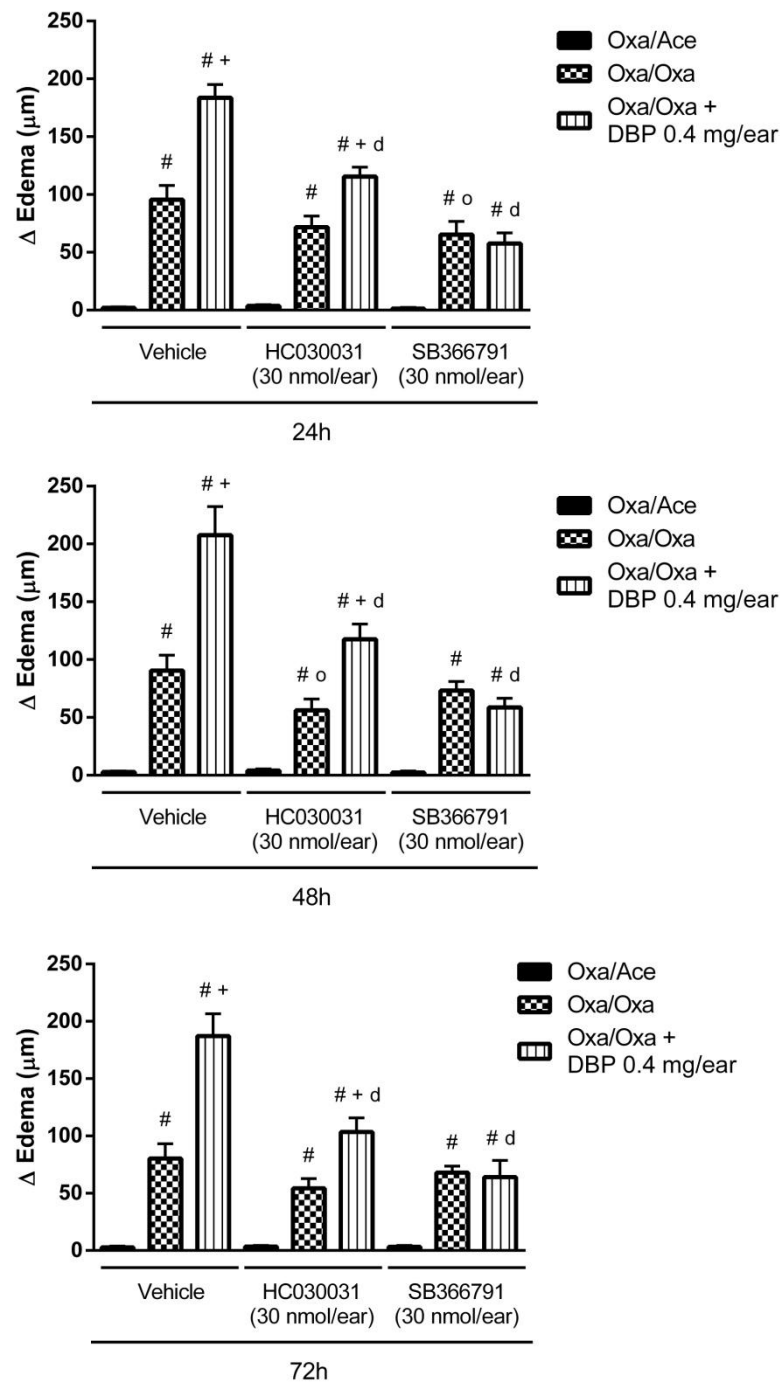 Δ Edema (μm)
250
200
150
100
50
0
# +
#
# + d
#
# o
# d
Oxa/Ace
Oxa/Oxa
Oxa/Oxa +
DBP 0.4 mg/ear
Vehicle
HC030031
(30 nmol/ear)
SB366791
(30 nmol/ear)
24h
Δ Edema (μm)
250
200
150
100
50
0
# +
#
# + d
# o
#
# d
Oxa/Ace
Oxa/Oxa
Oxa/Oxa +
DBP 0.4 mg/ear
Vehicle
HC030031
(30 nmol/ear)
SB366791
(30 nmol/ear)
48h
Δ Edema (μm)
250
200
150
100
50
0
# +
#
# + d
#
#
# d
Oxa/Ace
Oxa/Oxa
Oxa/Oxa +
DBP 0.4 mg/ear
Vehicle
HC030031
(30 nmol/ear)
SB366791
(30 nmol/ear)
72h